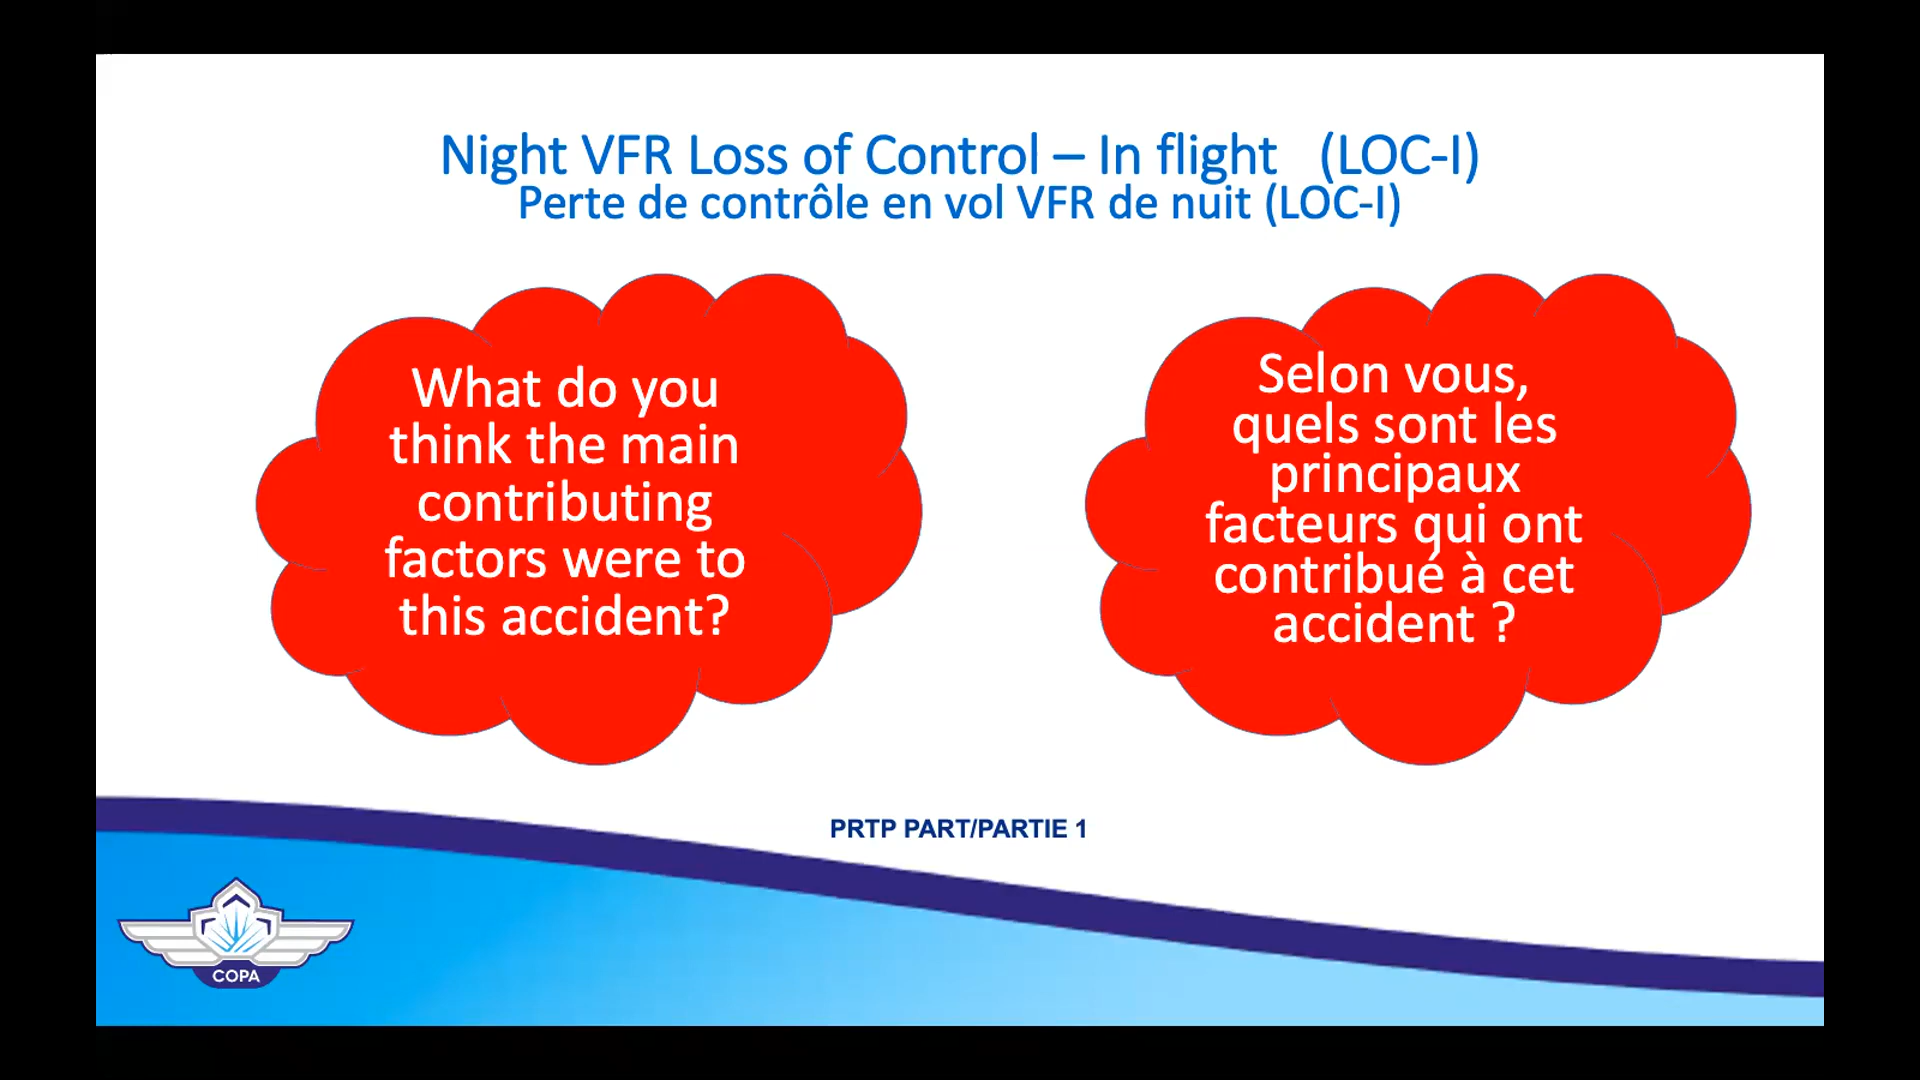 Night VFR Loss of Control – In flight (LOC-I)
Perte de contrôle en vol VFR de nuit (LOC-I)
What do you
think the main
contributing
factors were to
this accident?
Selon vous,
quels sont les
principaux
facteurs qui ont
contribué à cet
accident ?
PRTP PART/PARTIE 1
COPA